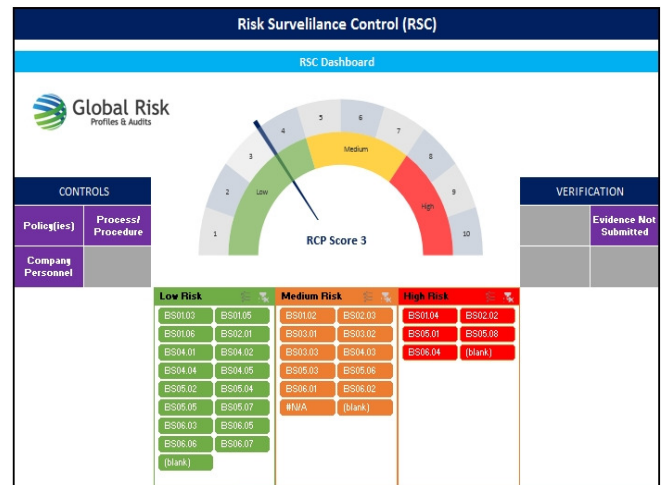 Risk Survelilance Control (RSC)
RSC Dashboard
Global Risk
Profiles & Audits
1
2
3
4
5
6
7
8
9
10
Low
Medium
High
RCP Score 3
CONTROLS
Policy(ies) Process/ Procedure
Company Personnel
VERIFICATION
Evidence Not Submitted
Low Risk
BS01.03 BS01.05
BS01.06 BS02.01
BS04.01 BS04.02
BS04.04 BS04.05
BS05.02 BS05.04
BS05.05 BS05.07
BS06.03 BS06.05
BS06.06 BS06.07
(blank)
Medium Risk
BS01.02 BS02.03
BS03.01 BS03.02
BS03.03 BS04.03
BS05.03 BS05.06
BS06.01 BS06.02
#N/A (blank)
High Risk
BS01.04 BS02.02
BS05.01 BS05.08
BS06.04 (blank)